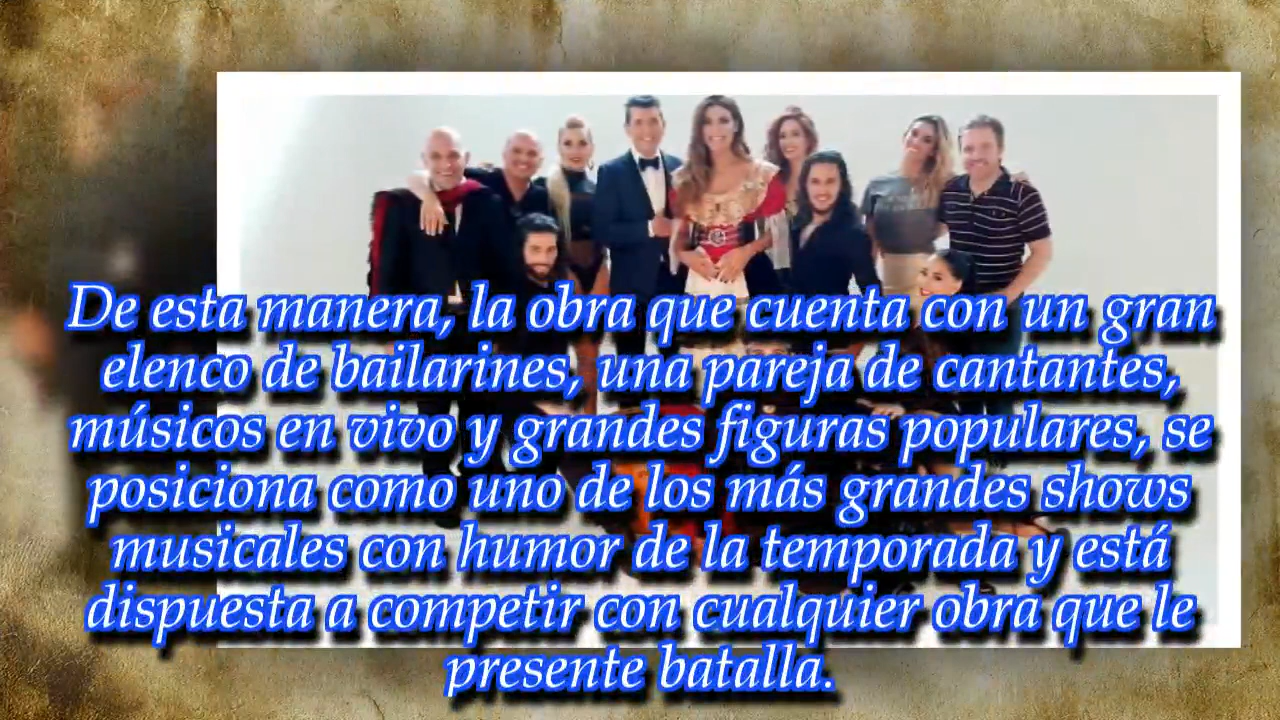 De esta manera, la obra que cuenta con un gran
elenco de bailarines, una pareja de cantantes,
músicos en vivo y grandes figuras populares, se
posiciona como uno de los más grandes shows
musicales con humor de la temporada y está
dispuesta a competir con cualquier obra que le
presente batalla.